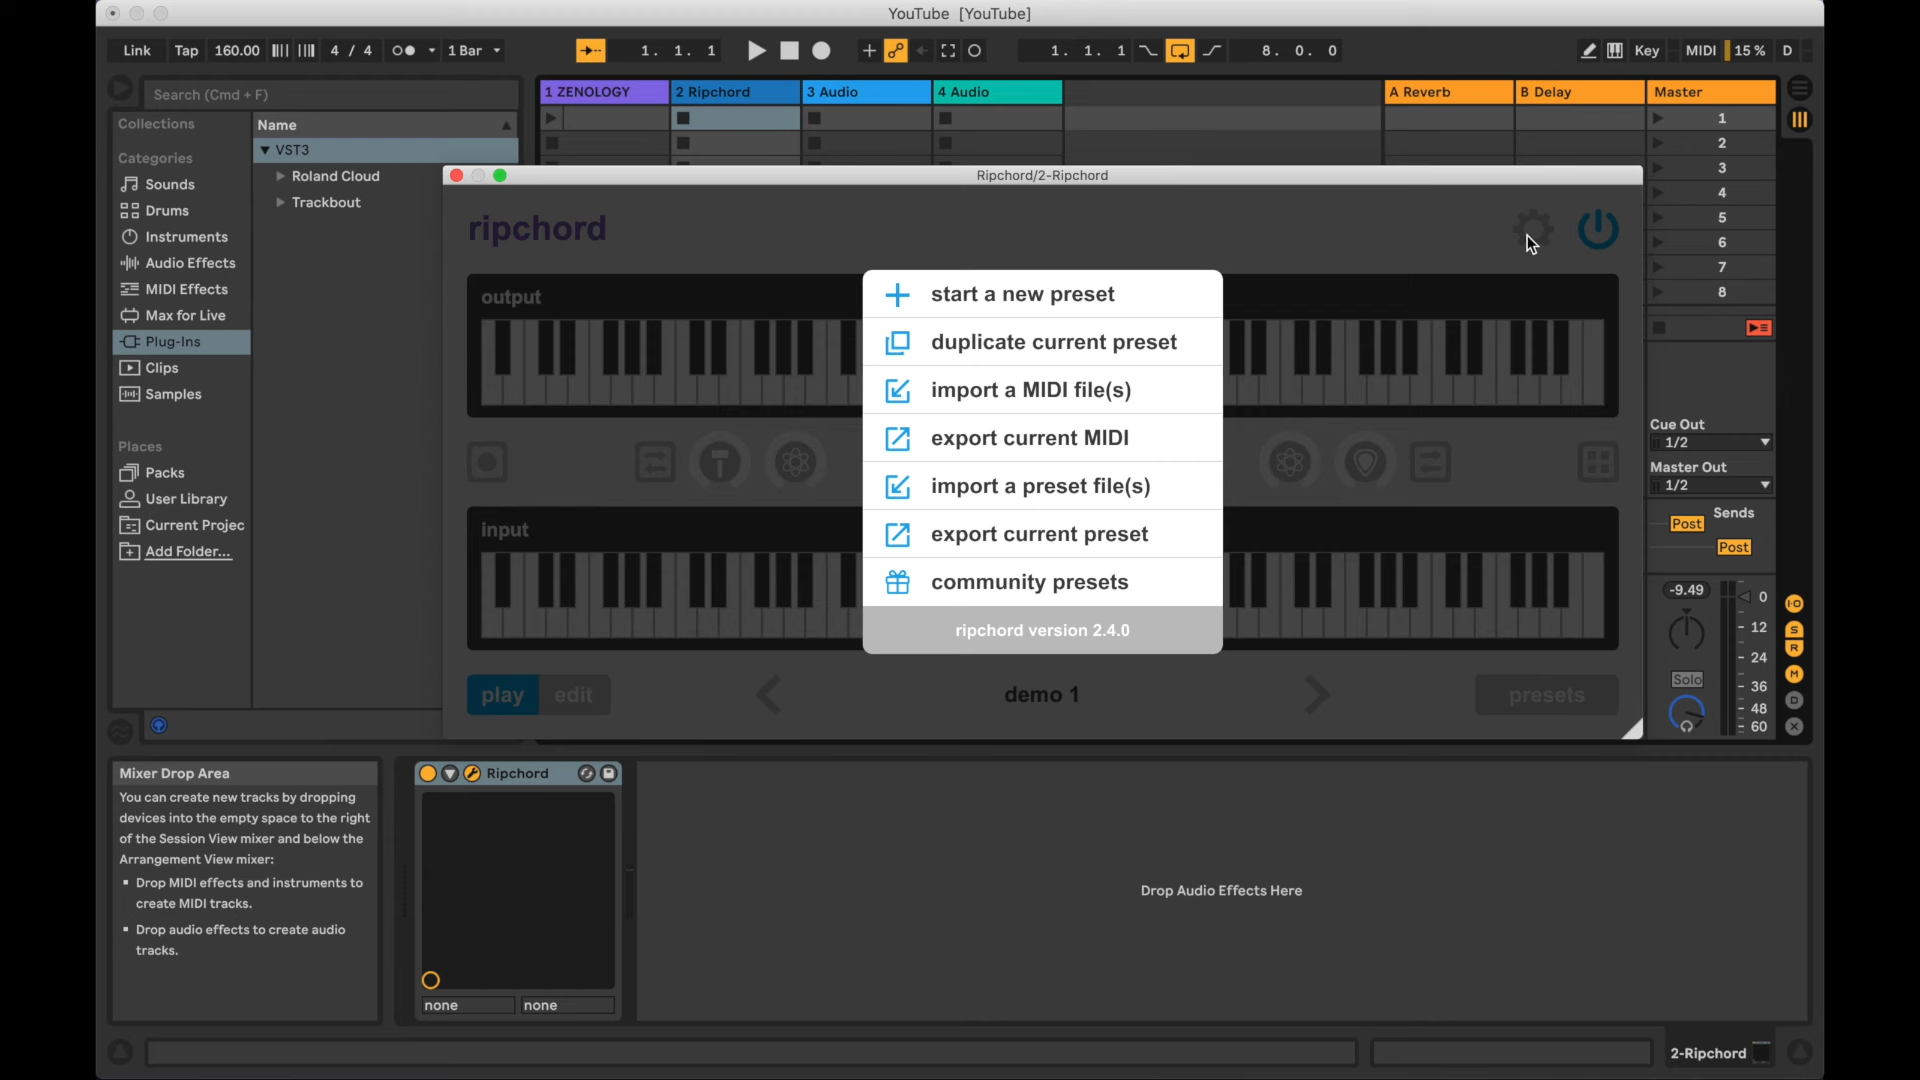 YouTube [YouTube]
Link Tap 160.00 4 / 4 1 Bar 1. 1. 1 1. 1. 1 8. 0. 0 Key MIDI 15 % D
Search (Cmd + F)
1 ZENOLOGY 2 Ripchord 3 Audio 4 Audio A Reverb B Delay Master
Collections
Name
1
VST3
2
Categories
Roland Cloud
3
Sounds
Trackbout
4
Drums
5
Instruments
6
Audio Effects
7
MIDI Effects
8
Max for Live
Plug-Ins
Clips
Samples
Places
Packs
User Library
Current Projec
Add Folder...
Ripchord/2-Ripchord
ripchord
output
start a new preset
duplicate current preset
import a MIDI file(s)
export current MIDI
import a preset file(s)
export current preset
community presets
ripchord version 2.4.0
input
play edit demo 1 presets
Cue Out
1/2
Master Out
1/2
Sends
Post
Post
-9.49
0
12
24
36
48
60
Solo
I·O
S
R
M
D
X
Mixer Drop Area
You can create new tracks by dropping
devices into the empty space to the right
of the Session View mixer and below the
Arrangement View mixer:
▪ Drop MIDI effects and instruments to
create MIDI tracks.
▪ Drop audio effects to create audio
tracks.
Ripchord
none none
Drop Audio Effects Here
2-Ripchord